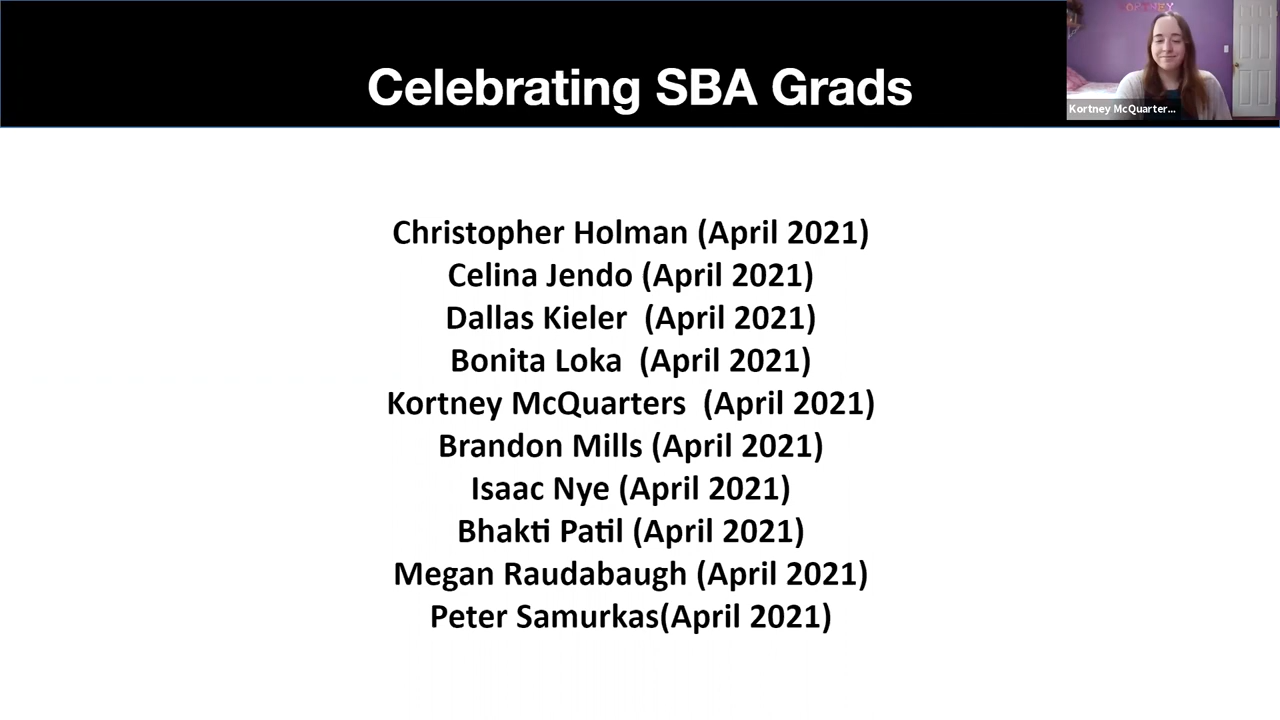 Celebrating SBA Grads
Kortney McQuarter...
Christopher Holman (April 2021)
Celina Jendo (April 2021)
Dallas Kieler  (April 2021)
Bonita Loka  (April 2021)
Kortney McQuarters  (April 2021)
Brandon Mills (April 2021)
Isaac Nye (April 2021)
Bhakti Patil (April 2021)
Megan Raudabaugh (April 2021)
Peter Samurkas(April 2021)